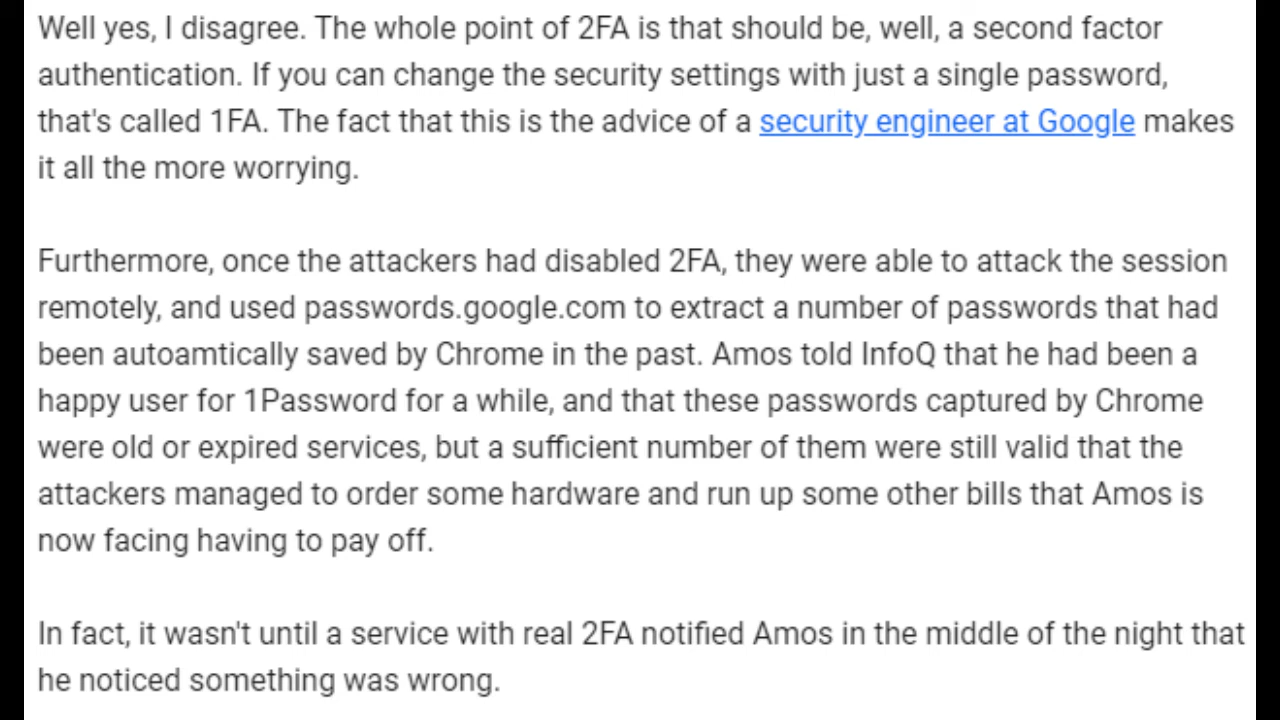 Well yes, I disagree. The whole point of 2FA is that should be, well, a second factor
authentication. If you can change the security settings with just a single password,
that's called 1FA. The fact that this is the advice of a security engineer at Google makes
it all the more worrying.
Furthermore, once the attackers had disabled 2FA, they were able to attack the session
remotely, and used passwords.google.com to extract a number of passwords that had
been autoamtically saved by Chrome in the past. Amos told InfoQ that he had been a
happy user for 1Password for a while, and that these passwords captured by Chrome
were old or expired services, but a sufficient number of them were still valid that the
attackers managed to order some hardware and run up some other bills that Amos is
now facing having to pay off.
In fact, it wasn't until a service with real 2FA notified Amos in the middle of the night that
he noticed something was wrong.